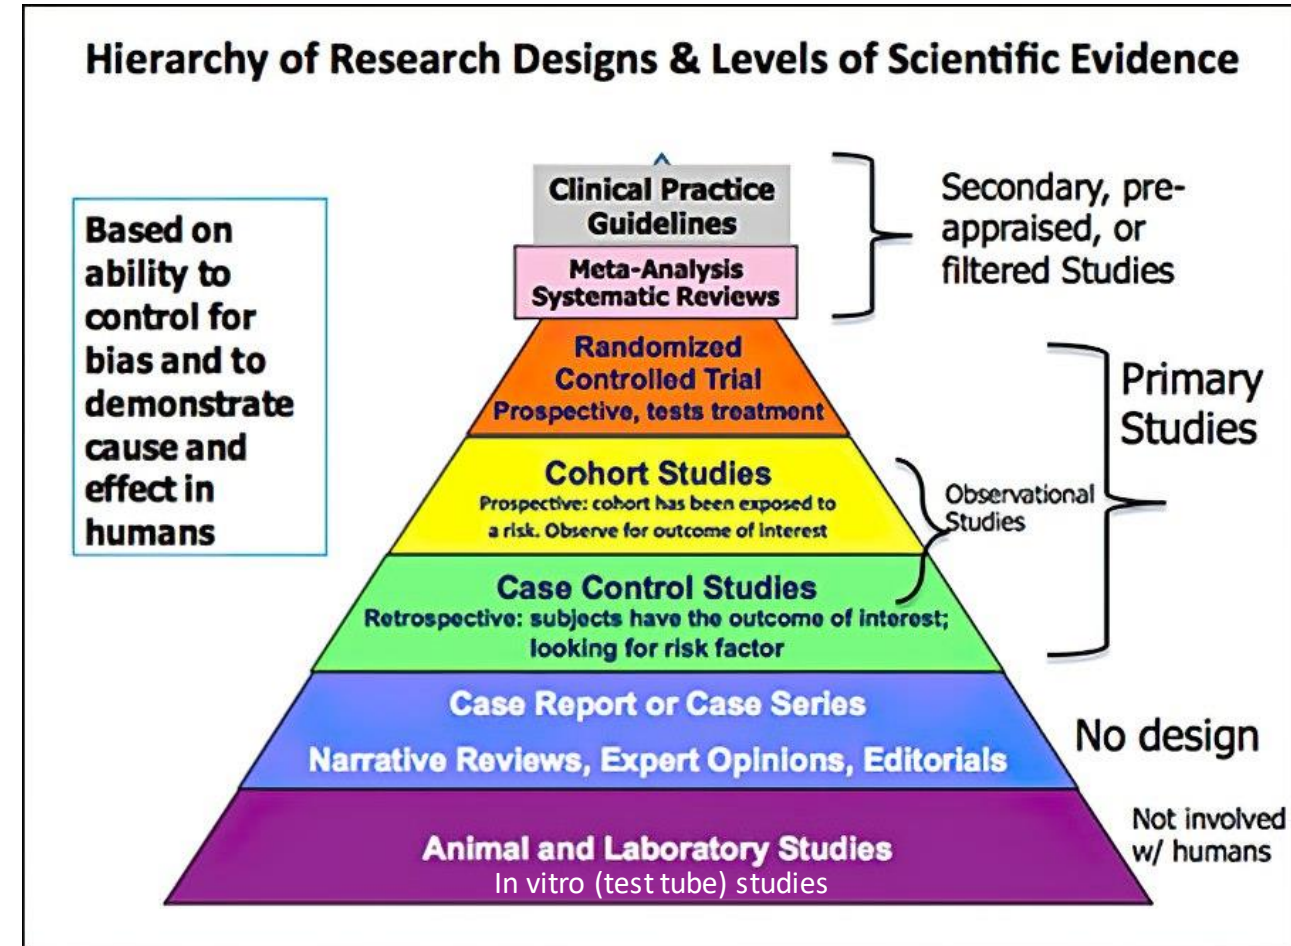 Hierarchy of Research Designs & Levels of Scientific Evidence
Based on
ability to
control for
bias and to
demonstrate
cause and
effect in
humans
Clinical Practice
Guidelines
Meta-Analysis
Systematic Reviews
Secondary, pre-
appraised, or
filtered Studies
Randomized
Controlled Trial
Prospective, tests treatment
Primary
Studies
Cohort Studies
Prospective: cohort has been exposed to
a risk. Observe for outcome of interest
Observational
Studies
Case Control Studies
Retrospective: subjects have the outcome of interest;
looking for risk factor
Case Report or Case Series
Narrative Reviews, Expert Opinions, Editorials
No design
Animal and Laboratory Studies
In vitro (test tube) studies
Not involved
w/ humans